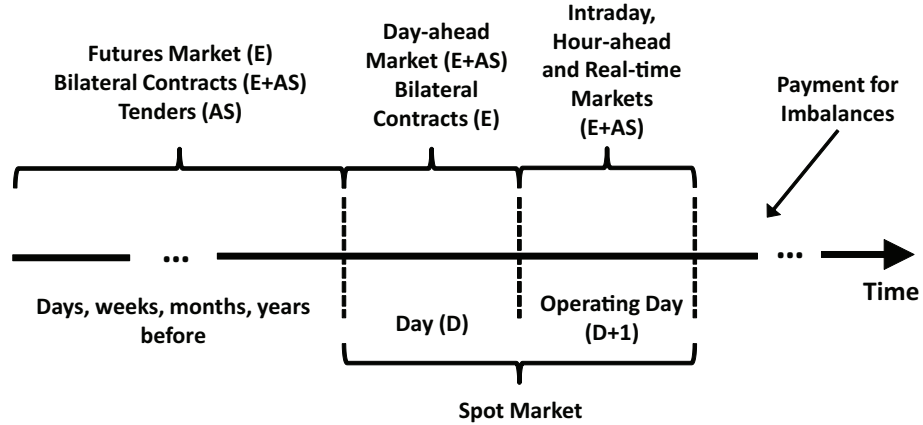 Futures Market (E)
Bilateral Contracts (E+AS)
Tenders (AS)
Day-ahead
Market (E+AS)
Bilateral
Contracts (E)
Intraday,
Hour-ahead
and Real-time
Markets
(E+AS)
Payment for
Imbalances
...
...
Time
Days, weeks, months, years
before
Day (D)
Operating Day
(D+1)
Spot Market